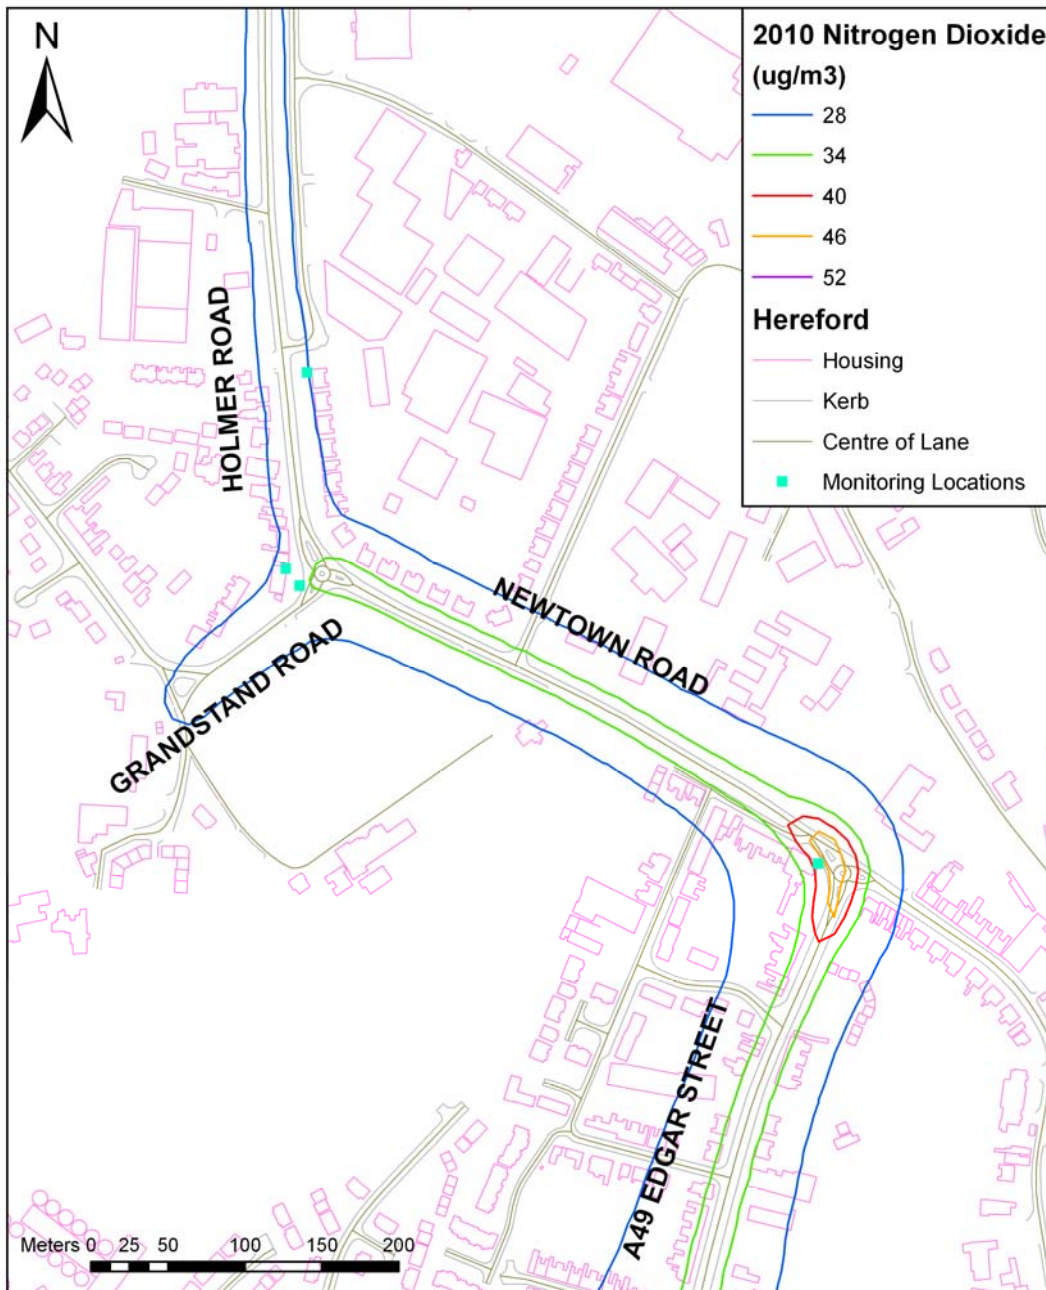 N
2010 Nitrogen Dioxide
(ug/m3)
28
34
40
46
52
Hereford
Housing
Kerb
Centre of Lane
Monitoring Locations
HOLMER ROAD
NEWTOWN ROAD
GRANDSTAND ROAD
A49 EDGAR STREET
Meters 0 25 50 100 150 200